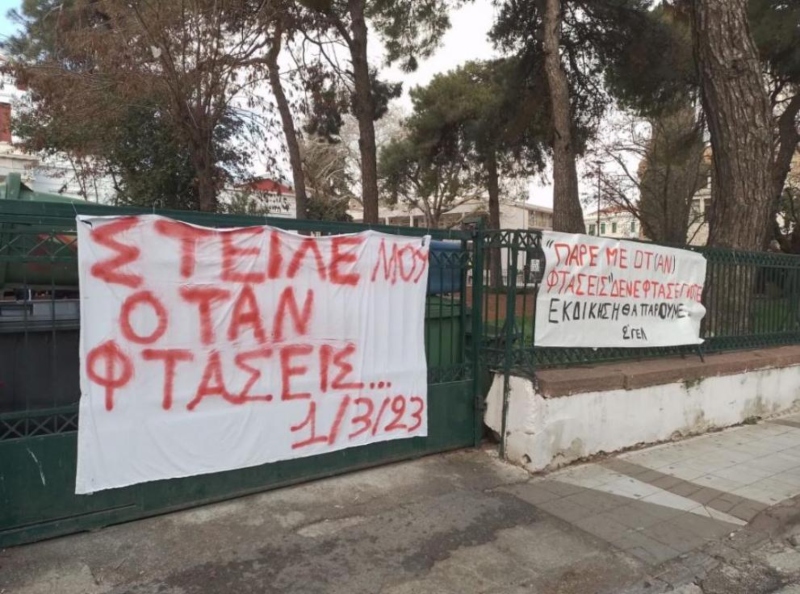 ΣΤΕΙΛΕ ΜΟΥ
ΟΤΑΝ
ΦΤΑΣΕΙΣ...
1/3/23
"ΠΑΡΕ ΜΕ ΟΤ(ΑΝ)
ΦΤΑΣΕΙΣ" ΔΕΝ ΕΦΤΑΣΕ ΠΟΤΕ
ΕΚΔΙΚΗΣΗ ΘΑ ΠΑΡΟΥΜΕ
2 ΓΕΛ